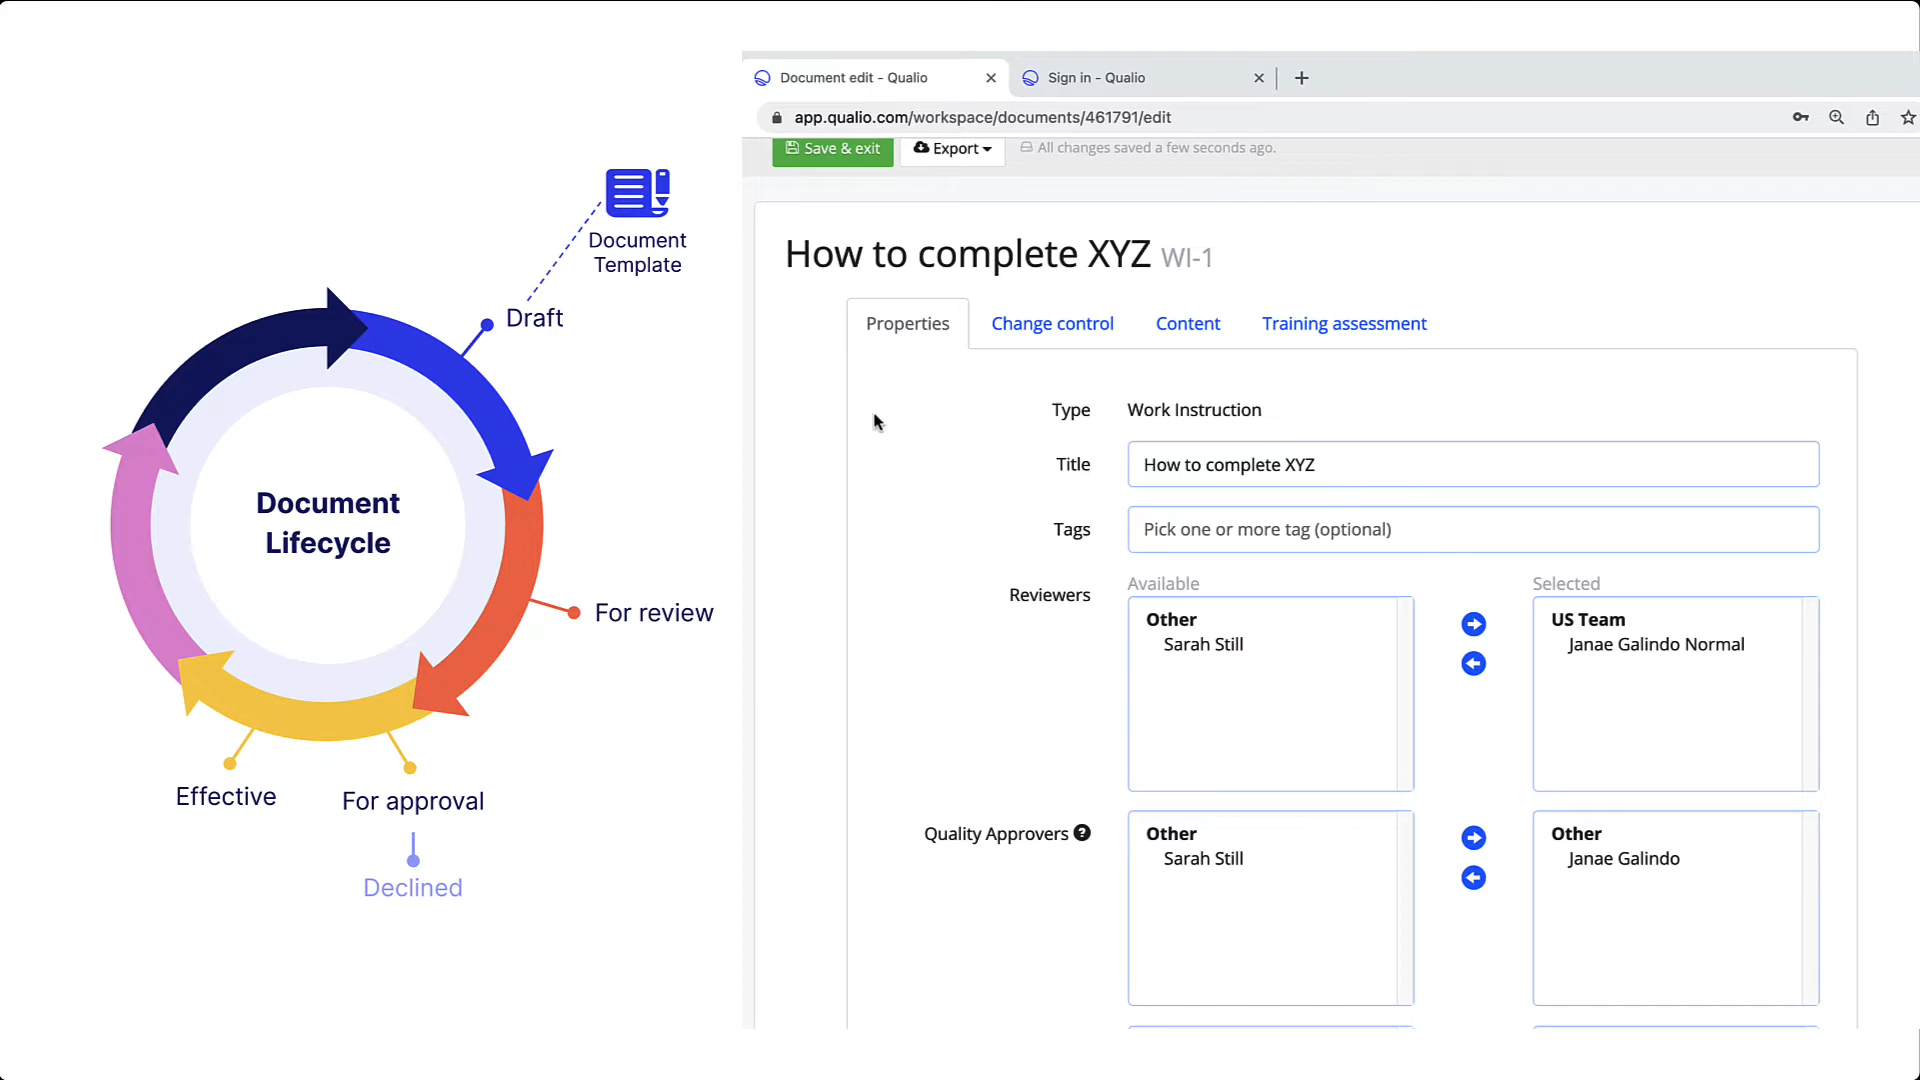 Document
Template
Draft
Document
Lifecycle
For review
Effective
For approval
Declined
Document edit - Qualio
Sign in - Qualio
app.qualio.com/workspace/documents/461791/edit
Save & exit
Export
All changes saved a few seconds ago.
How to complete XYZ WI-1
Properties
Change control
Content
Training assessment
Type
Work Instruction
Title
How to complete XYZ
Tags
Pick one or more tag (optional)
Reviewers
Available
Selected
Other
Sarah Still
US Team
Janae Galindo Normal
Quality Approvers
Other
Sarah Still
Other
Janae Galindo